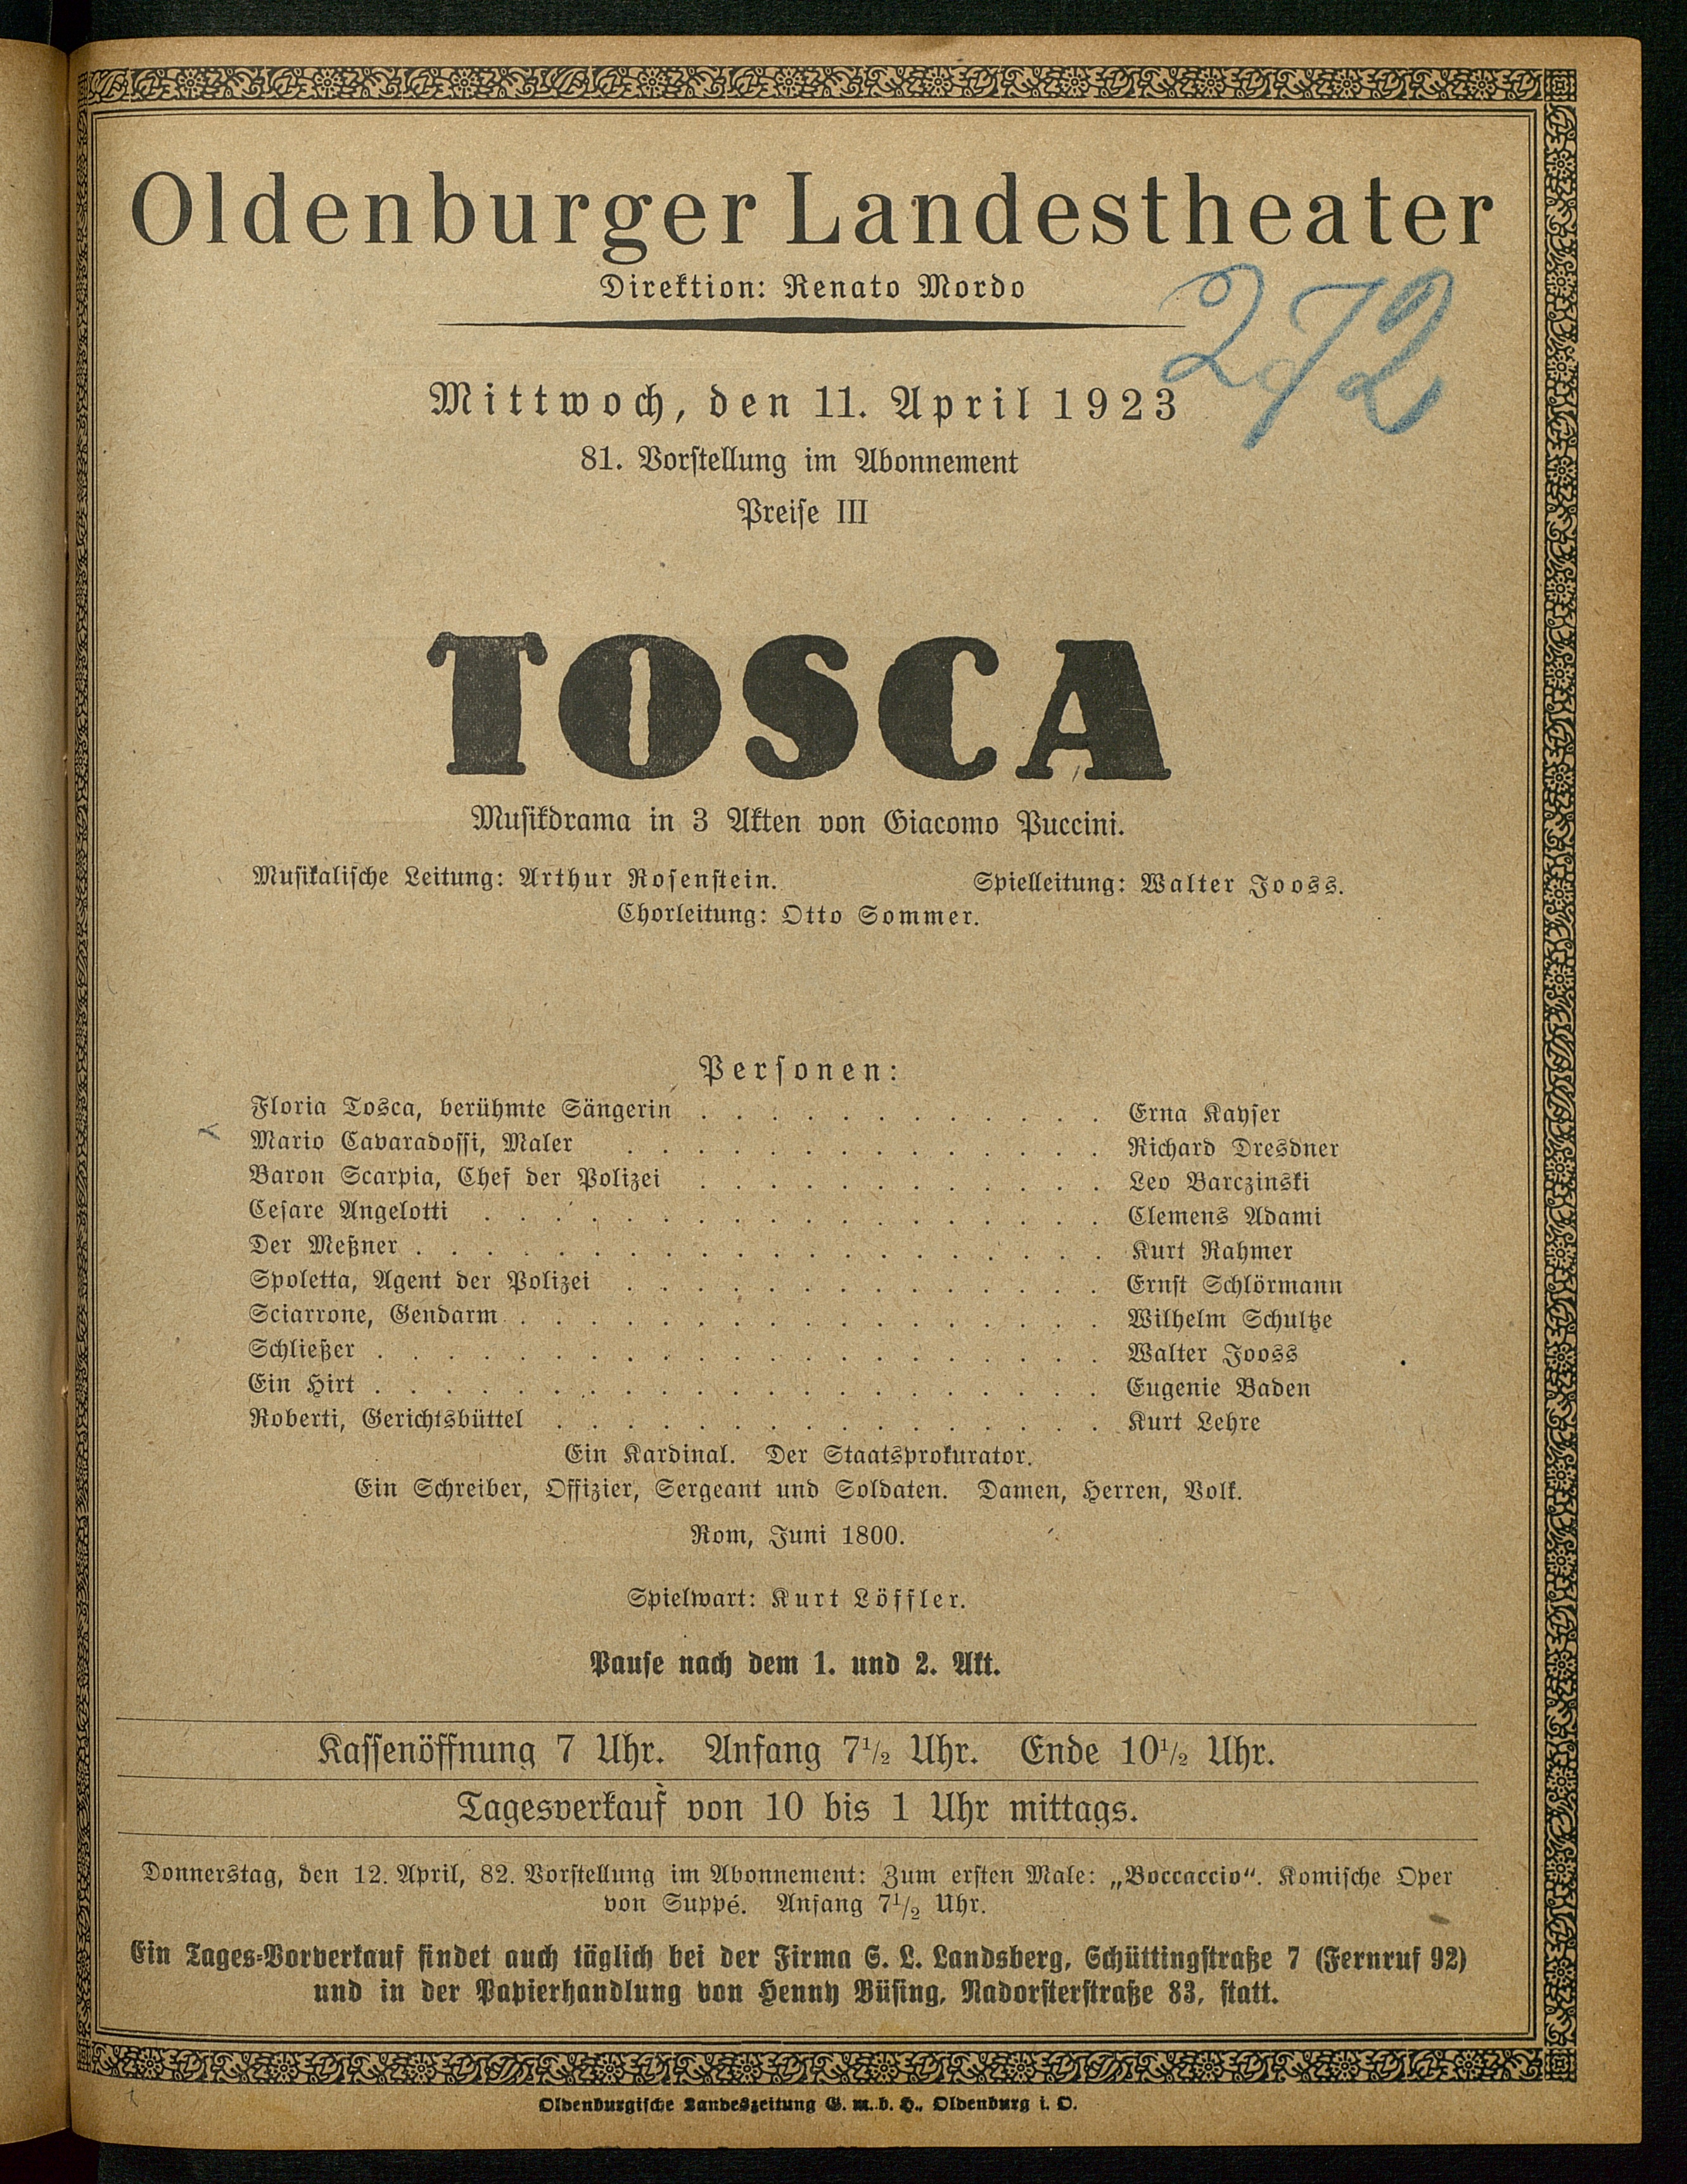 Oldenburger Landestheater
Direktion: Renato Mordo
272
Mittwoch, den 11. April 1923
81. Vorstellung im Abonnement
Preise III
TOSCA
Musikdrama in 3 Akten von Giacomo Puccini.
Musikalische Leitung: Arthur Rosenstein. Spielleitung: Walter Jooss.
Chorleitung: Otto Sommer.
Personen:
Floria Tosca, berühmte Sängerin . . . . . . . . . . . . Erna Kayser
Mario Cavaradossi, Maler . . . . . . . . . . . . . . Richard Dresdner
Baron Scarpia, Chef der Polizei . . . . . . . . . . . . Leo Barczinski
Cesare Angelotti . . . . . . . . . . . . . . . . . . Clemens Adami
Der Meßner . . . . . . . . . . . . . . . . . . . . Kurt Rahmer
Spoletta, Agent der Polizei . . . . . . . . . . . . . . Ernst Schlörmann
Sciarrone, Gendarm . . . . . . . . . . . . . . . . . Wilhelm Schultze
Schließer . . . . . . . . . . . . . . . . . . . . . Walter Jooss
Ein Hirt . . . . . . . . . . . . . . . . . . . . . Eugenie Baden
Roberti, Gerichtsbüttel . . . . . . . . . . . . . . . . Kurt Lehre
Ein Kardinal. Der Staatsprokurator.
Ein Schreiber, Offizier, Sergeant und Soldaten. Damen, Herren, Volk.
Rom, Juni 1800.
Spielwart: Kurt Löffler.
Pause nach dem 1. und 2. Akt.
Kassenöffnung 7 Uhr. Anfang 7½ Uhr. Ende 10½ Uhr.
Tagesverkauf von 10 bis 1 Uhr mittags.
Donnerstag, den 12. April, 82. Vorstellung im Abonnement: Zum ersten Male: „Boccaccio“. Komische Oper
von Suppé. Anfang 7½ Uhr.
Ein Tages-Vorverkauf findet auch täglich bei der Firma S. L. Landsberg, Schüttingstraße 7 (Fernruf 92)
und in der Papierhandlung von Henny Büsing, Nadorsterstraße 83, statt.
Oldenburgische Landeszeitung G. m. b. H., Oldenburg i. O.